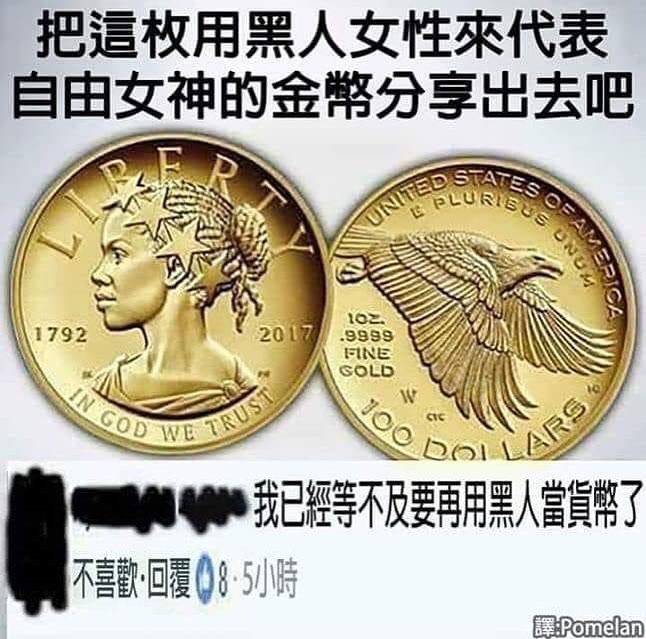 把這枚用黑人女性來代表
自由女神的金幣分享出去吧
LIBERTY
1792
2017
IN GOD WE TRUST
UNITED STATES OF AMERICA
E PLURIBUS UNUM
1OZ.
.9999
FINE
GOLD
W
100 DOLLARS
我已經等不及要再用黑人當貨幣了
不喜歡·回覆 8·5小時
譯:Pomelan